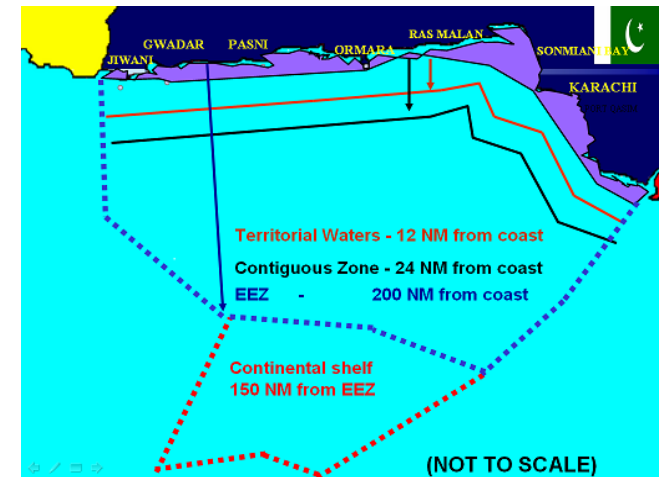 JIWANI
GWADAR
PASNI
ORMARA
RAS MALAN
SONMIANI BAY
KARACHI
Territorial Waters - 12 NM from coast
Contiguous Zone - 24 NM from coast
EEZ - 200 NM from coast
Continental shelf
150 NM from EEZ
(NOT TO SCALE)